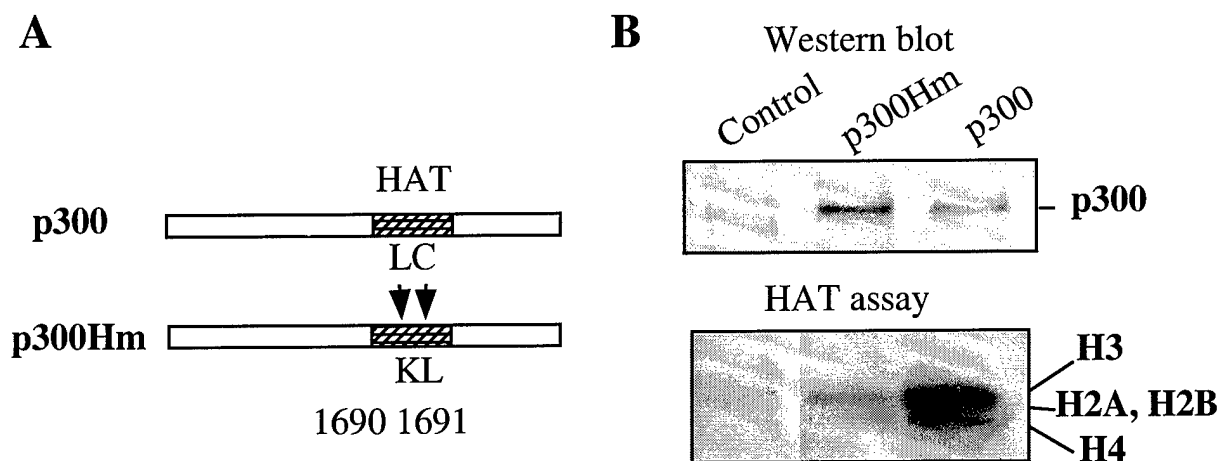 A
HAT
p300
LC
p300Hm
KL
1690 1691
B
Western blot
Control
p300Hm
p300
p300
HAT assay
H3
H2A, H2B
H4